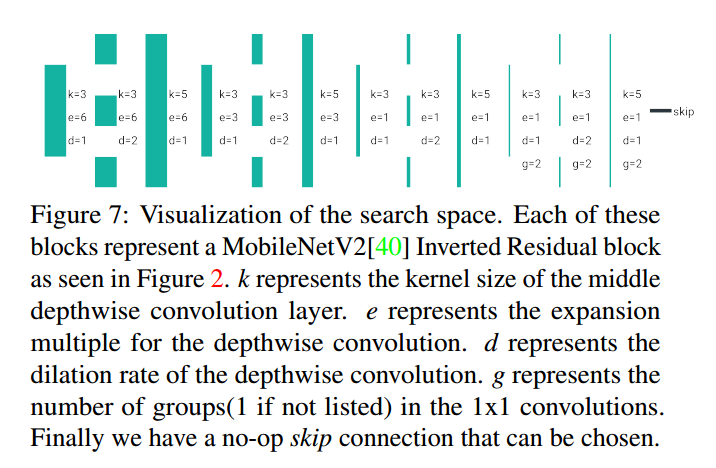 k=3 k=3 k=5 k=3 k=3 k=5 k=3 k=3 k=5 k=3 k=3 k=5 skip
e=6 e=6 e=6 e=3 e=3 e=3 e=1 e=1 e=1 e=1 e=1 e=1
d=1 d=2 d=1 d=1 d=2 d=1 d=1 d=2 d=1 d=1 d=2 d=1
g=2 g=2 g=2
Figure 7: Visualization of the search space. Each of these
blocks represent a MobileNetV2[40] Inverted Residual block
as seen in Figure 2. k represents the kernel size of the middle
depthwise convolution layer. e represents the expansion
multiple for the depthwise convolution. d represents the
dilation rate of the depthwise convolution. g represents the
number of groups(1 if not listed) in the 1x1 convolutions.
Finally we have a no-op skip connection that can be chosen.